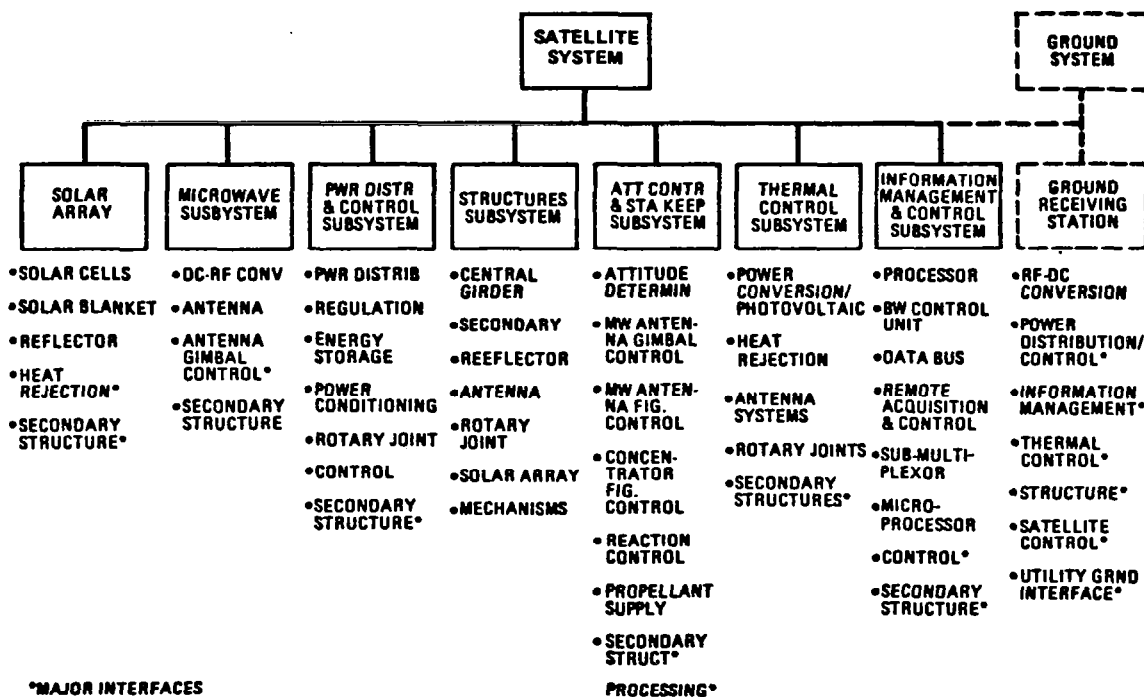 SATELLITE
SYSTEM
GROUND
SYSTEM
SOLAR
ARRAY
MICROWAVE
SUSBYSTEM
PWR DISTR
& CONTROL
SUBSYSTEM
STRUCTURES
SUBSYSTEM
ATT CONTR
& STA KEEP
SUBSYSTEM
THERMAL
CONTROL
SUBSYSTEM
INFORMATION
MANAGEMENT
& CONTROL
SUBSYSTEM
GROUND
RECEIVING
STATION
•SOLAR CELLS
•SOLAR BLANKET
•REFLECTOR
•HEAT
REJECTION*
•SECONDARY
STRUCTURE*
•DC-RF CONV
•ANTENNA
•ANTENNA
GIMBAL
CONTROL*
•SECONDARY
STRUCTURE
•PWR DISTRIB
•REGULATION
•ENERGY
STORAGE
•POWER
CONDITIONING
•ROTARY JOINT
•CONTROL
•SECONDARY
STRUCTURE*
•CENTRAL
GIRDER
•SECONDARY
•REEFLECTOR
•ANTENNA
•ROTARY
JOINT
•SOLAR ARRAY
•MECHANISMS
•ATTITUDE
DETERMIN
•MW ANTEN-
NA GIMBAL
CONTROL
•MW ANTEN-
NA FIG.
CONTROL
•CONCEN-
TRATOR
FIG.
CONTROL
•REACTION
CONTROL
•PROPELLANT
SUPPLY
•SECONDARY
STRUCT*
PROCESSING*
•POWER
CONVERSION/
PHOTOVOLTAIC
•HEAT
REJECTION
•ANTENNA
SYSTEMS
•ROTARY JOINTS
•SECONDARY
STRUCTURES*
•PROCESSOR
•BW CONTROL
UNIT
•DATA BUS
•REMOTE
ACQUISITION
& CONTROL
•SUB-MULTI-
PLEXOR
•MICRO-
PROCESSOR
•CONTROL*
•SECONDARY
STRUCTURE*
•RF-DC
CONVERSION
•POWER
DISTRIBUTION/
CONTROL*
•INFORMATION
MANAGEMENT*
•THERMAL
CONTROL*
•STRUCTURE*
•SATELLITE
CONTROL*
•UTILITY GRND
INTERFACE*
*MAJOR INTERFACES